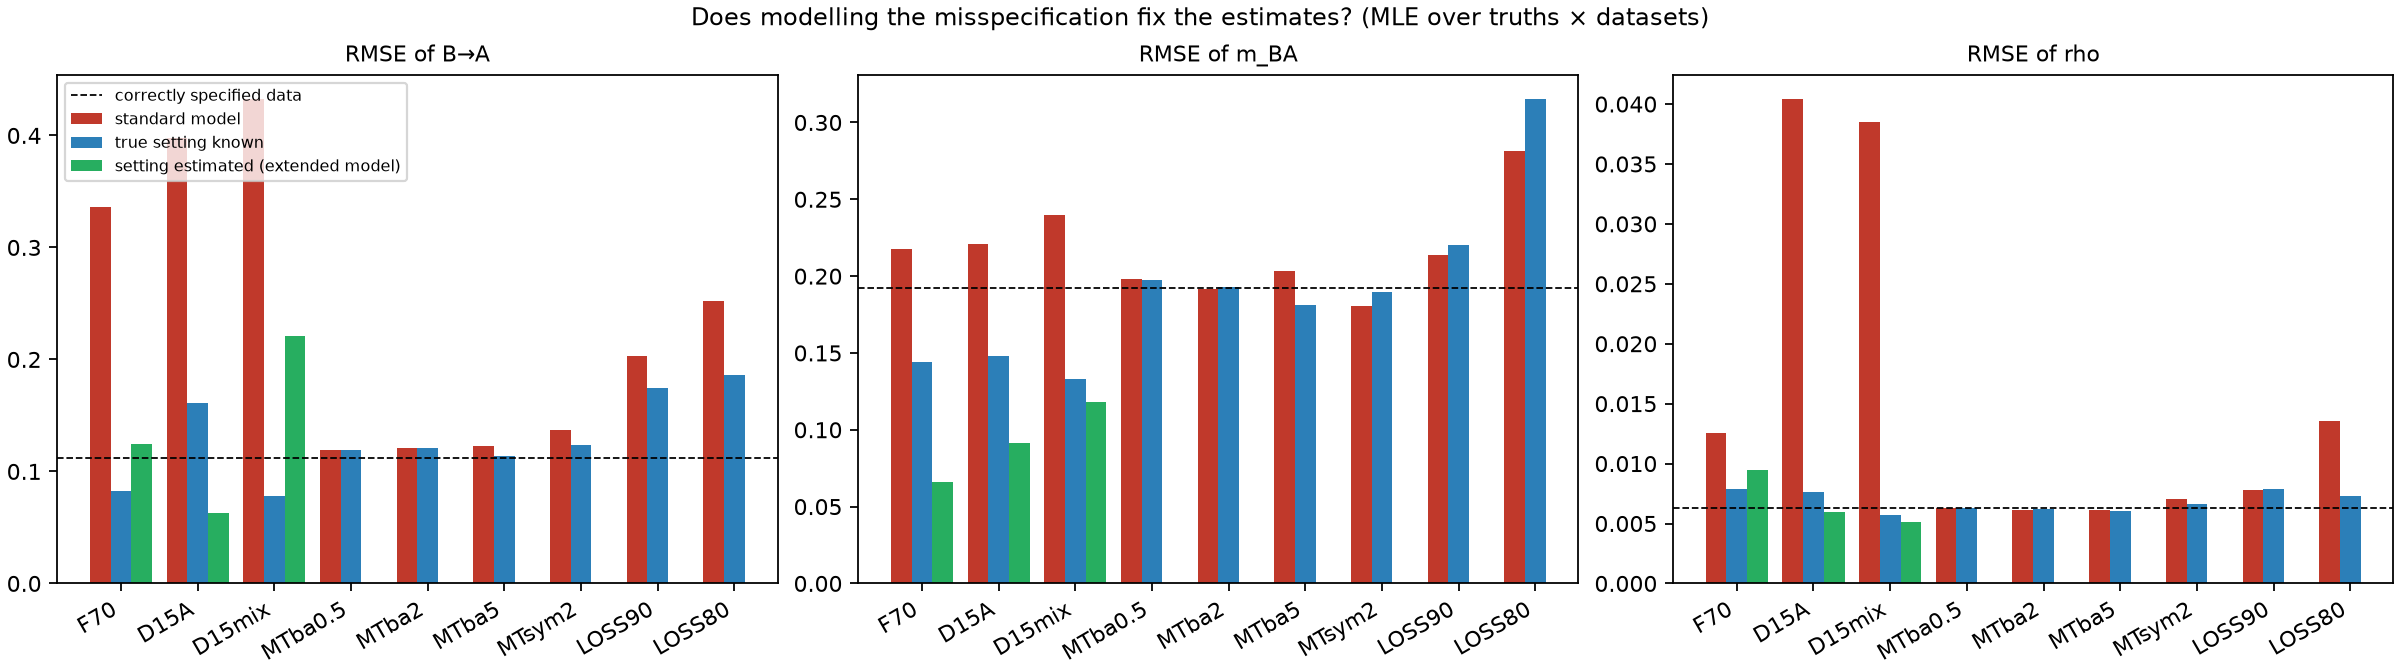 Does modelling the misspecification fix the estimates? (MLE over truths × datasets)
RMSE of B→A
correctly specified data
standard model
true setting known
setting estimated (extended model)
0.4
0.3
0.2
0.1
0.0
F70
D15A
D15mix
MTba0.5
MTba2
MTba5
MTsym2
LOSS90
LOSS80
RMSE of m_BA
0.30
0.25
0.20
0.15
0.10
0.05
0.00
F70
D15A
D15mix
MTba0.5
MTba2
MTba5
MTsym2
LOSS90
LOSS80
RMSE of rho
0.040
0.035
0.030
0.025
0.020
0.015
0.010
0.005
0.000
F70
D15A
D15mix
MTba0.5
MTba2
MTba5
MTsym2
LOSS90
LOSS80